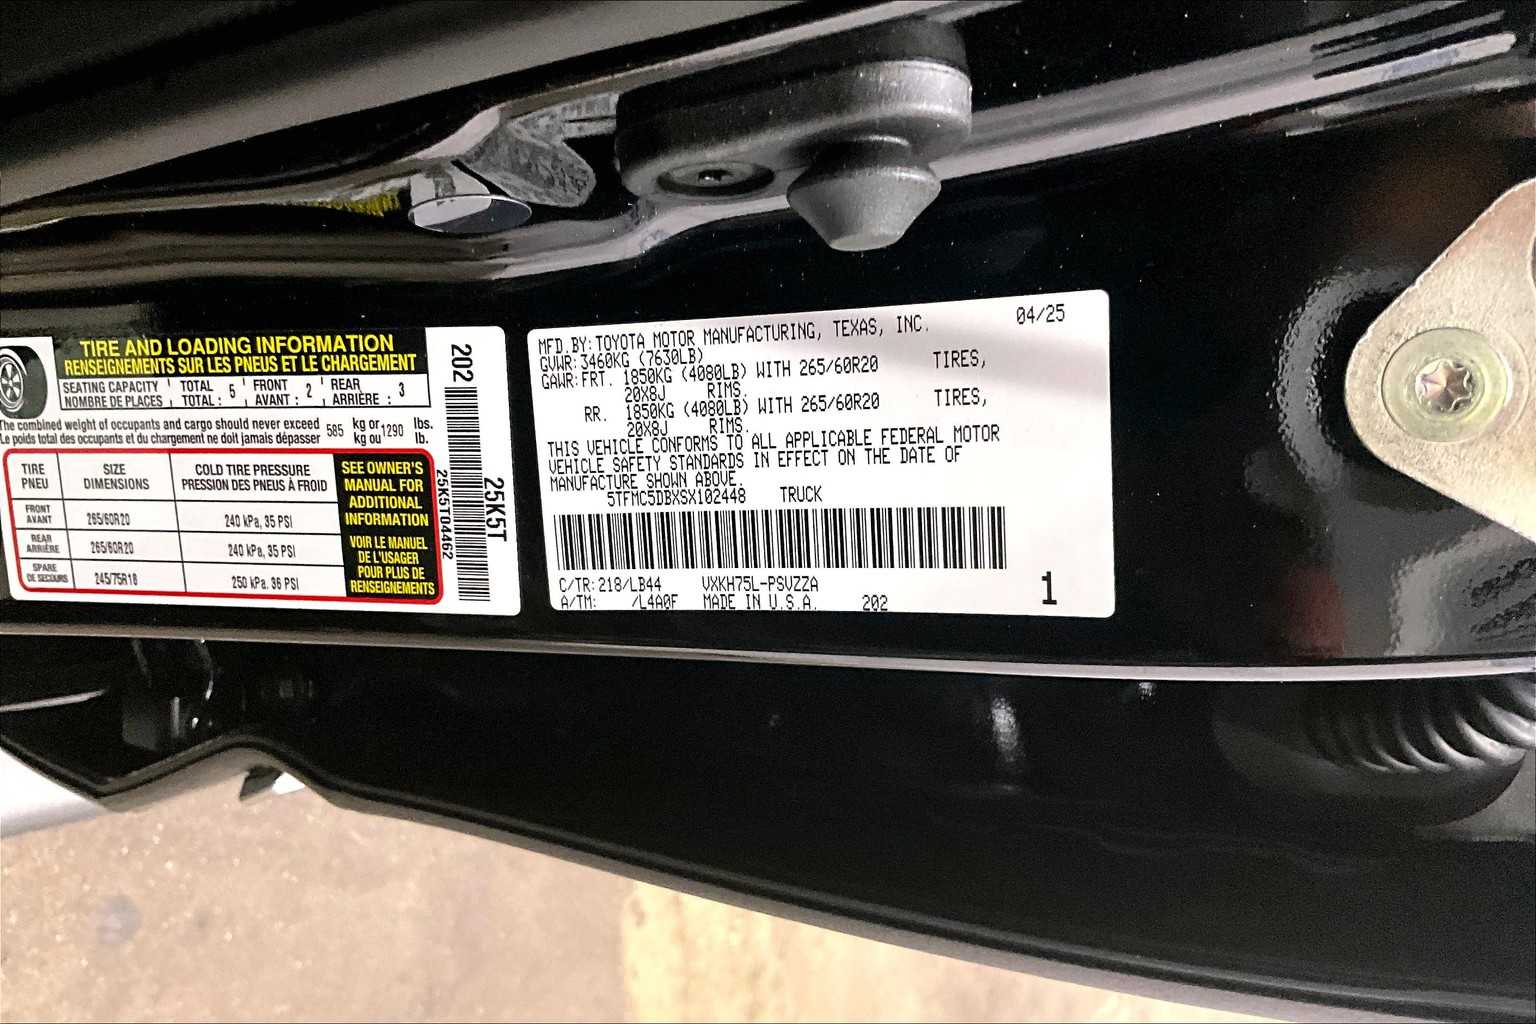 TIRE AND LOADING INFORMATION
RENSEIGNEMENTS SUR LES PNEUS ET LE CHARGEMENT
SEATING CAPACITY TOTAL 5 FRONT 2 REAR 3
NOMBRE DE PLACES TOTAL : AVANT : ARRIÈRE :
The combined weight of occupants and cargo should never exceed 585 kg or 1290 lbs.
Le poids total des occupants et du chargement ne doit jamais dépasser kg ou lb.
TIRE SIZE COLD TIRE PRESSURE
PNEU DIMENSIONS PRESSION DES PNEUS À FROID
FRONT
AVANT 265/60R20 240 kPa, 35 PSI
REAR
ARRIÈRE 265/60R20 240 kPa, 35 PSI
SPARE
DE SECOURS 245/75R18 250 kPa, 36 PSI
SEE OWNER'S
MANUAL FOR
ADDITIONAL
INFORMATION
VOIR LE MANUEL
DE L'USAGER
POUR PLUS DE
RENSEIGNEMENTS
202
25K5T04462
25K5T
MFD.BY:TOYOTA MOTOR MANUFACTURING, TEXAS, INC. 04/25
GVWR:3460KG (7630LB)
GAWR:FRT. 1850KG (4080LB) WITH 265/60R20 TIRES,
20X8J RIMS.
RR. 1850KG (4080LB) WITH 265/60R20 TIRES,
20X8J RIMS.
THIS VEHICLE CONFORMS TO ALL APPLICABLE FEDERAL MOTOR
VEHICLE SAFETY STANDARDS IN EFFECT ON THE DATE OF
MANUFACTURE SHOWN ABOVE.
5TFMC5DBXSX102448 TRUCK
C/TR:218/LB44 VXKH75L-PSVZZA
A/TM: /L4A0F MADE IN U.S.A. 202
1